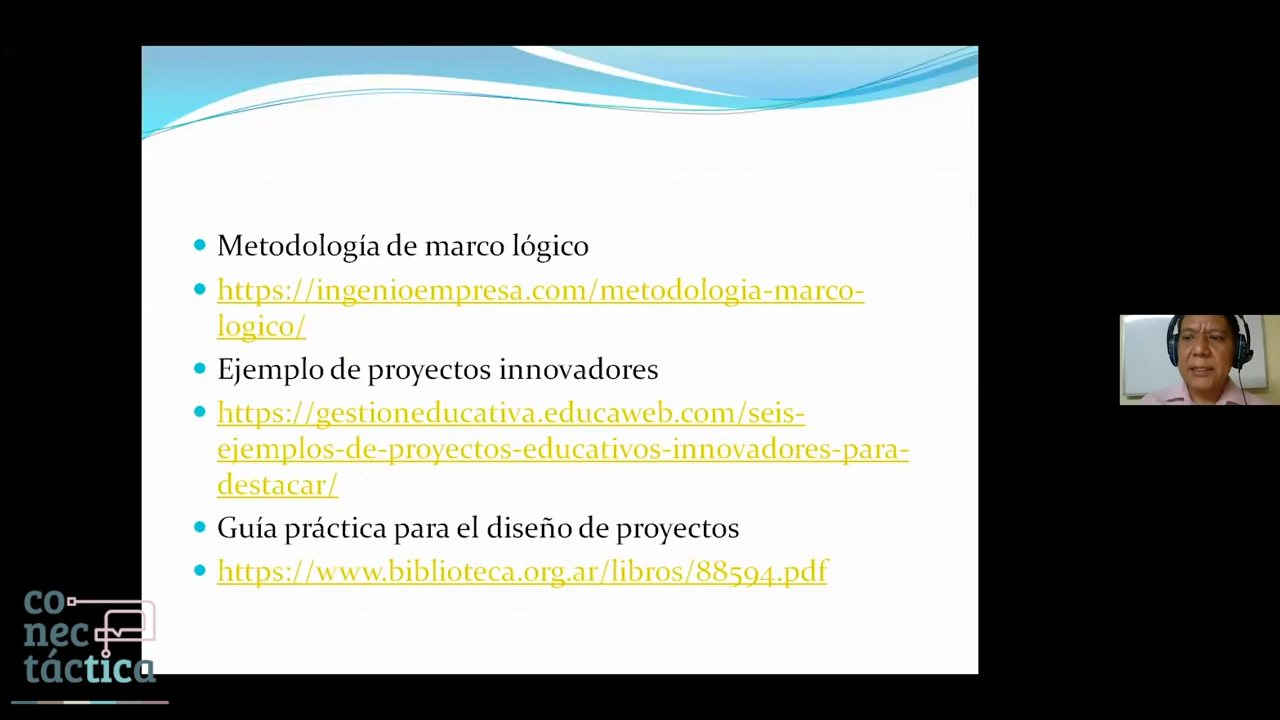 Metodología de marco lógico
https://ingenioempresa.com/metodologia-marco-
logico/
Ejemplo de proyectos innovadores
https://gestioneducativa.educaweb.com/seis-
ejemplos-de-proyectos-educativos-innovadores-para-
destacar/
Guía práctica para el diseño de proyectos
https://www.biblioteca.org.ar/libros/88594.pdf
co
nec
táctica